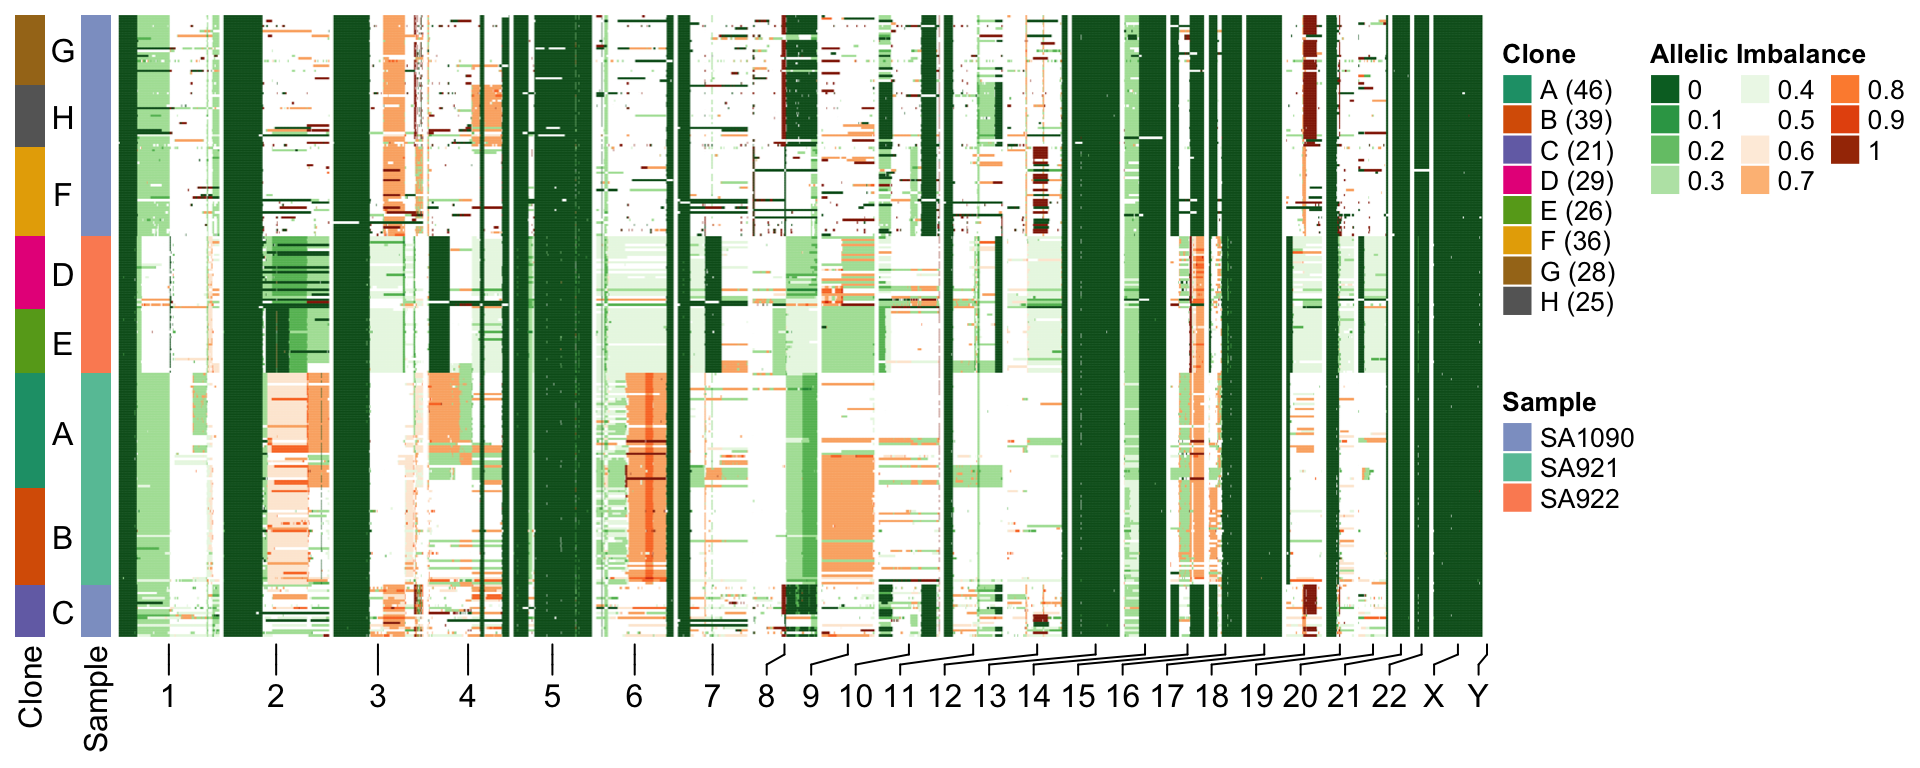 G
H
F
D
E
A
B
C
Clone
Sample
1 2 3 4 5 6 7 8 9 10 11 12 13 14 15 16 17 18 19 20 21 22 X Y
Clone
A (46)
B (39)
C (21)
D (29)
E (26)
F (36)
G (28)
H (25)
Allelic Imbalance
0 0.4 0.8
0.1 0.5 0.9
0.2 0.6 1
0.3 0.7
Sample
SA1090
SA921
SA922